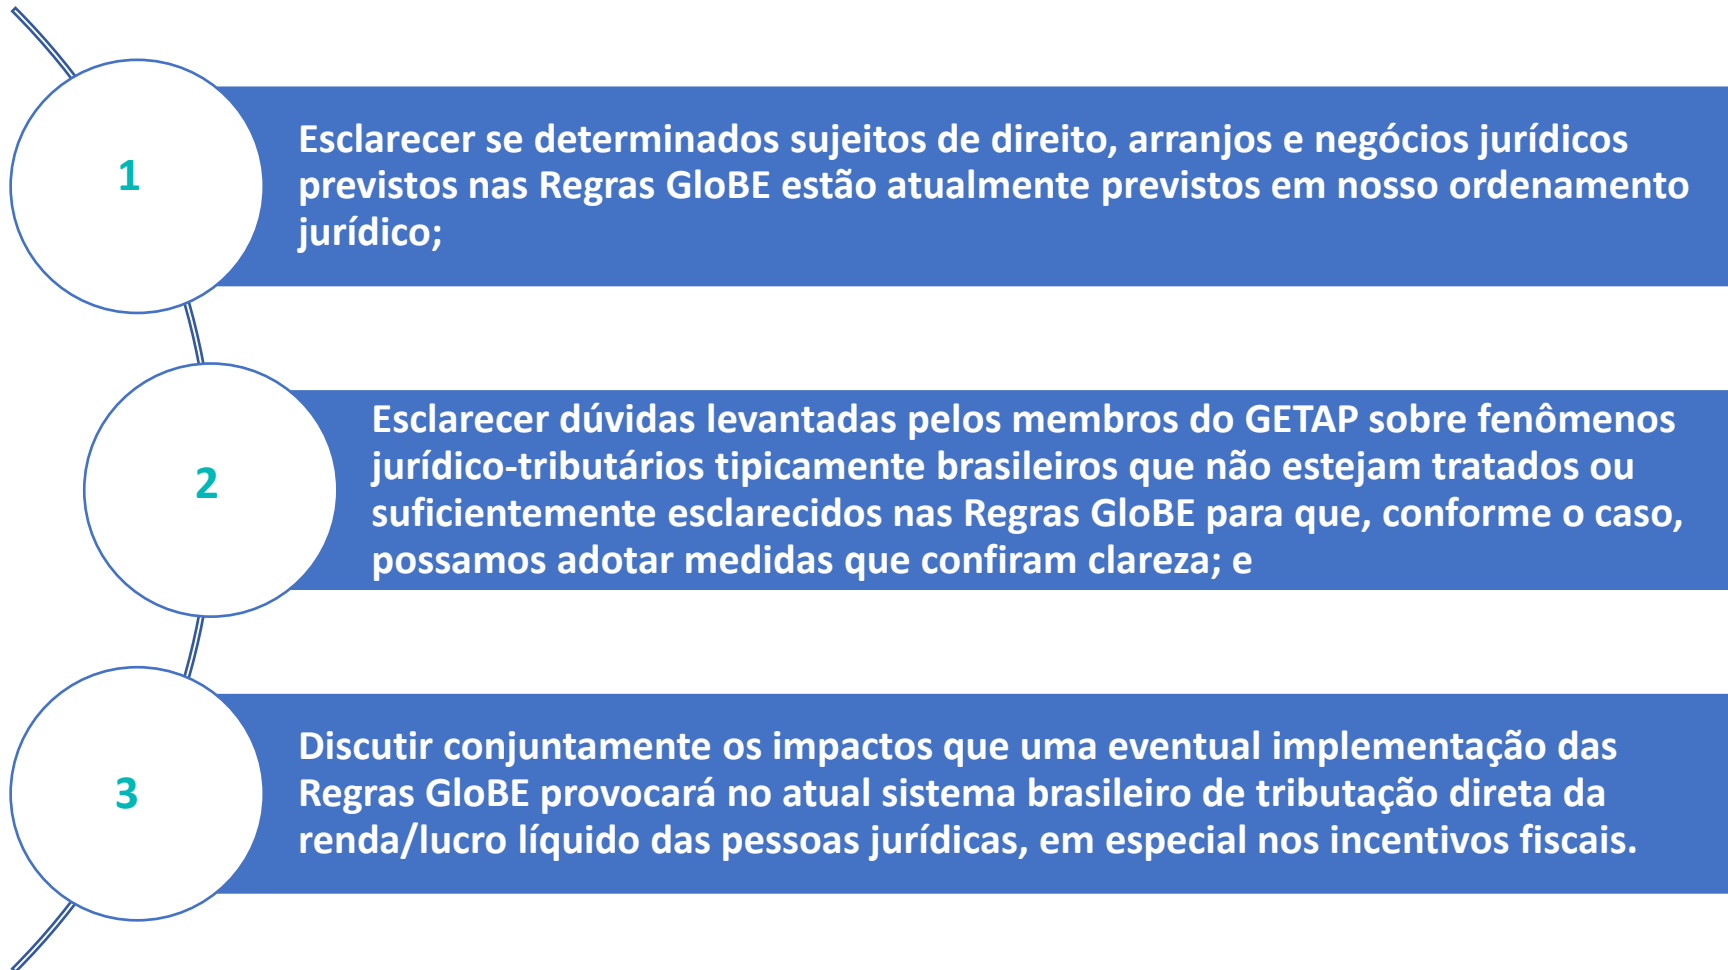 1
Esclarecer se determinados sujeitos de direito, arranjos e negócios jurídicos
previstos nas Regras GloBE estão atualmente previstos em nosso ordenamento
jurídico;
2
Esclarecer dúvidas levantadas pelos membros do GETAP sobre fenômenos
jurídico-tributários tipicamente brasileiros que não estejam tratados ou
suficientemente esclarecidos nas Regras GloBE para que, conforme o caso,
possamos adotar medidas que confiram clareza; e
3
Discutir conjuntamente os impactos que uma eventual implementação das
Regras GloBE provocará no atual sistema brasileiro de tributação direta da
renda/lucro líquido das pessoas jurídicas, em especial nos incentivos fiscais.